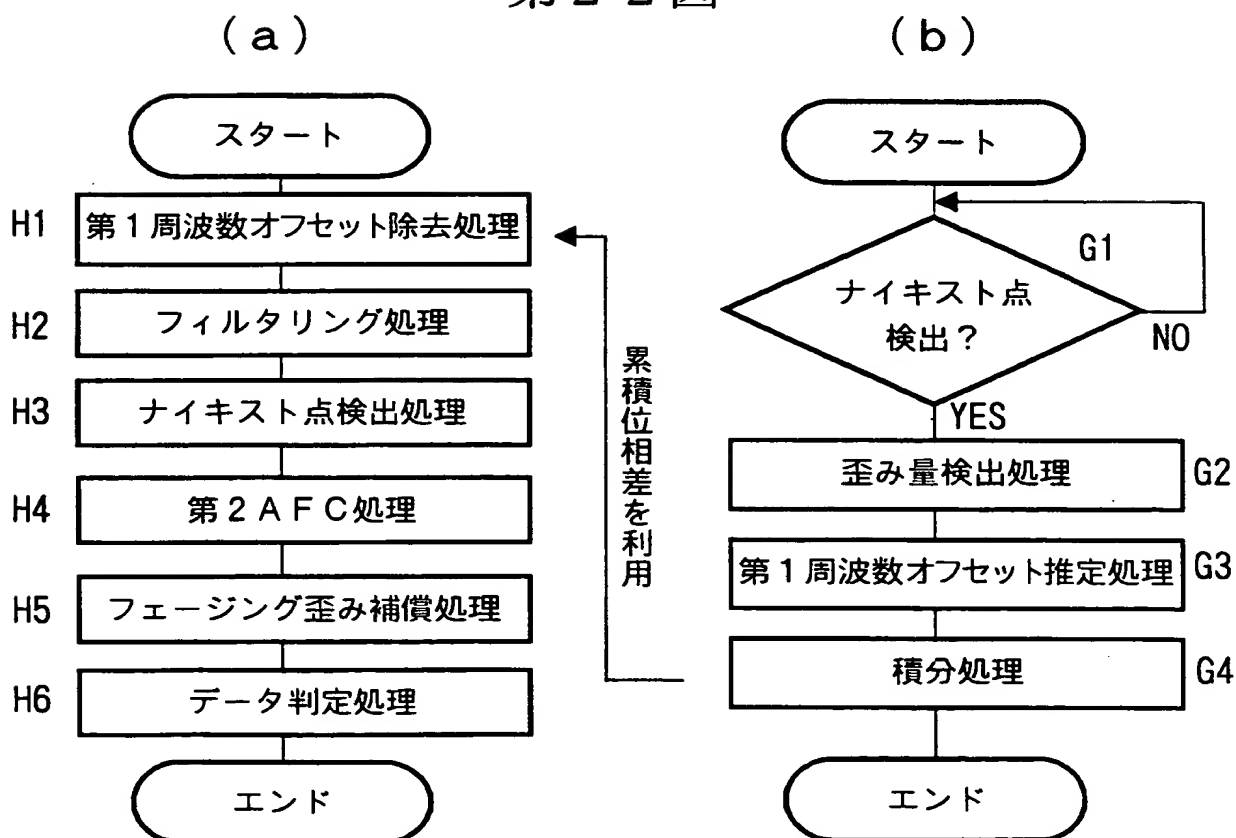 第２２図
(a)
スタート
H1 第１周波数オフセット除去処理
H2 フィルタリング処理
H3 ナイキスト点検出処理
H4 第２ＡＦＣ処理
H5 フェージング歪み補償処理
H6 データ判定処理
エンド
累積位相差を利用
(b)
スタート
G1
ナイキスト点
検出？
NO
YES
歪み量検出処理 G2
第１周波数オフセット推定処理 G3
積分処理 G4
エンド